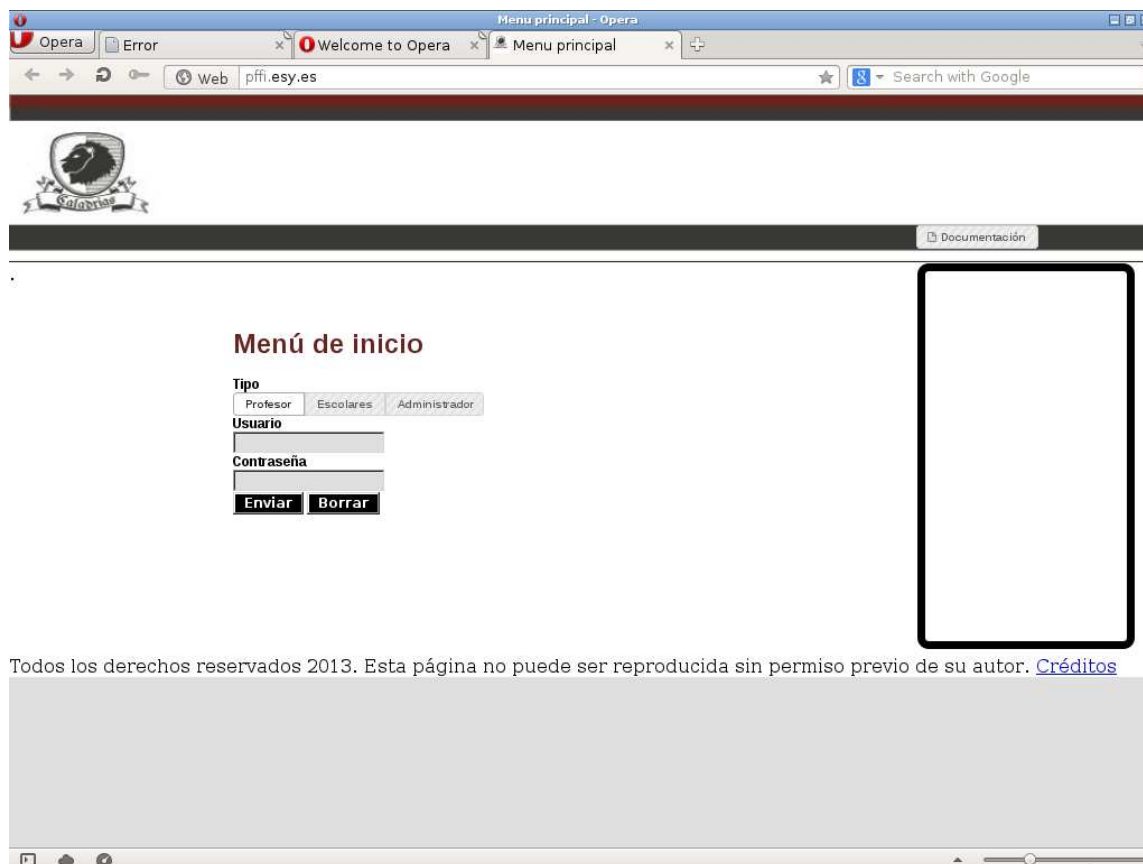 Menu principal - Opera
Opera Error Welcome to Opera Menu principal
Web pffi.esy.es Search with Google
Caladrias
Documentación
.
Menú de inicio
Tipo
Profesor Escolares Administrador
Usuario
Contraseña
Enviar Borrar
Todos los derechos reservados 2013. Esta página no puede ser reproducida sin permiso previo de su autor. Créditos